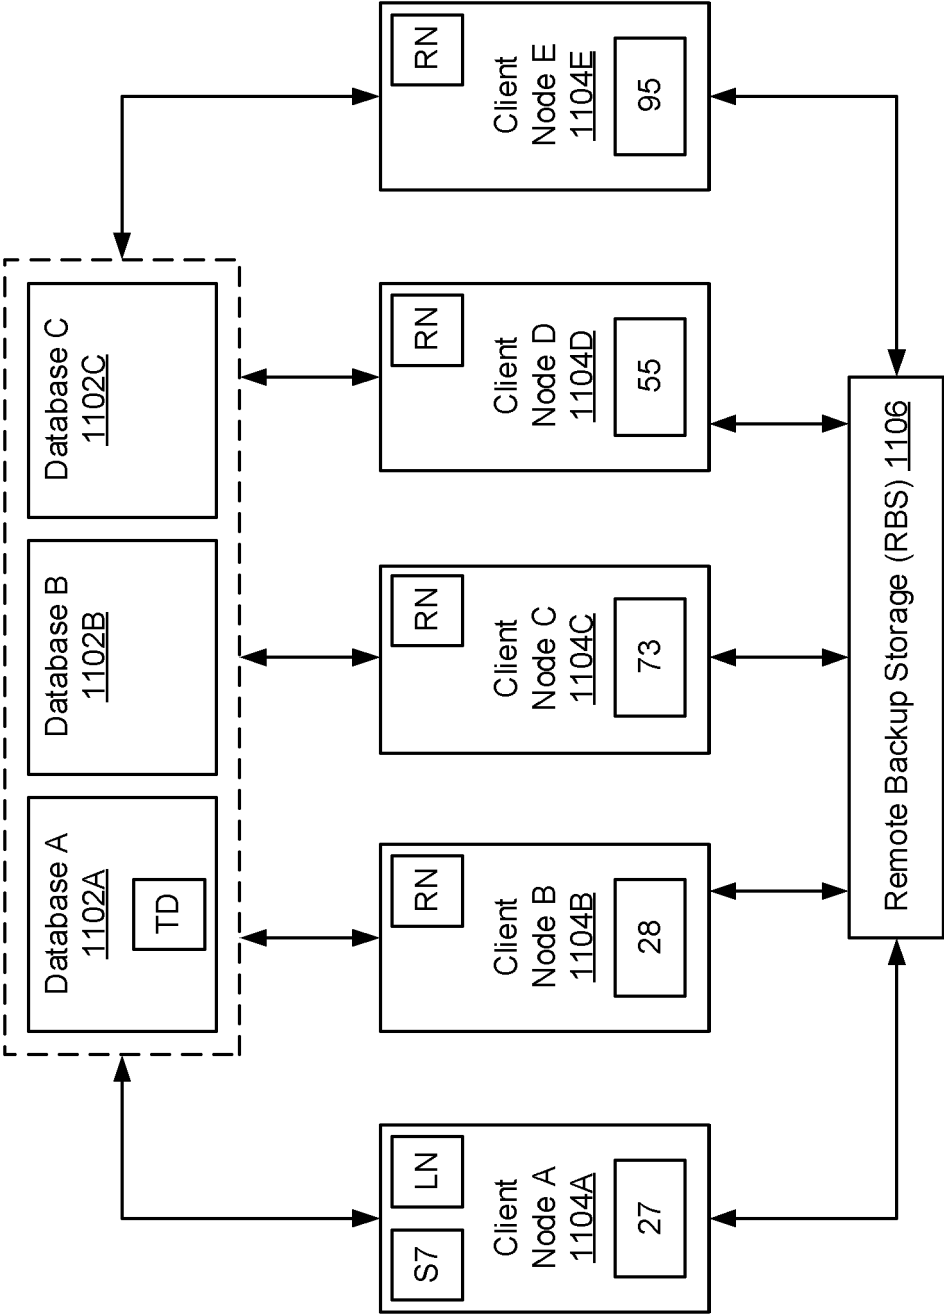 Database A
1102A
TD
Database B
1102B
Database C
1102C
S7
LN
Client
Node A
1104A
27
RN
Client
Node B
1104B
28
RN
Client
Node C
1104C
73
RN
Client
Node D
1104D
55
RN
Client
Node E
1104E
95
Remote Backup Storage (RBS) 1106